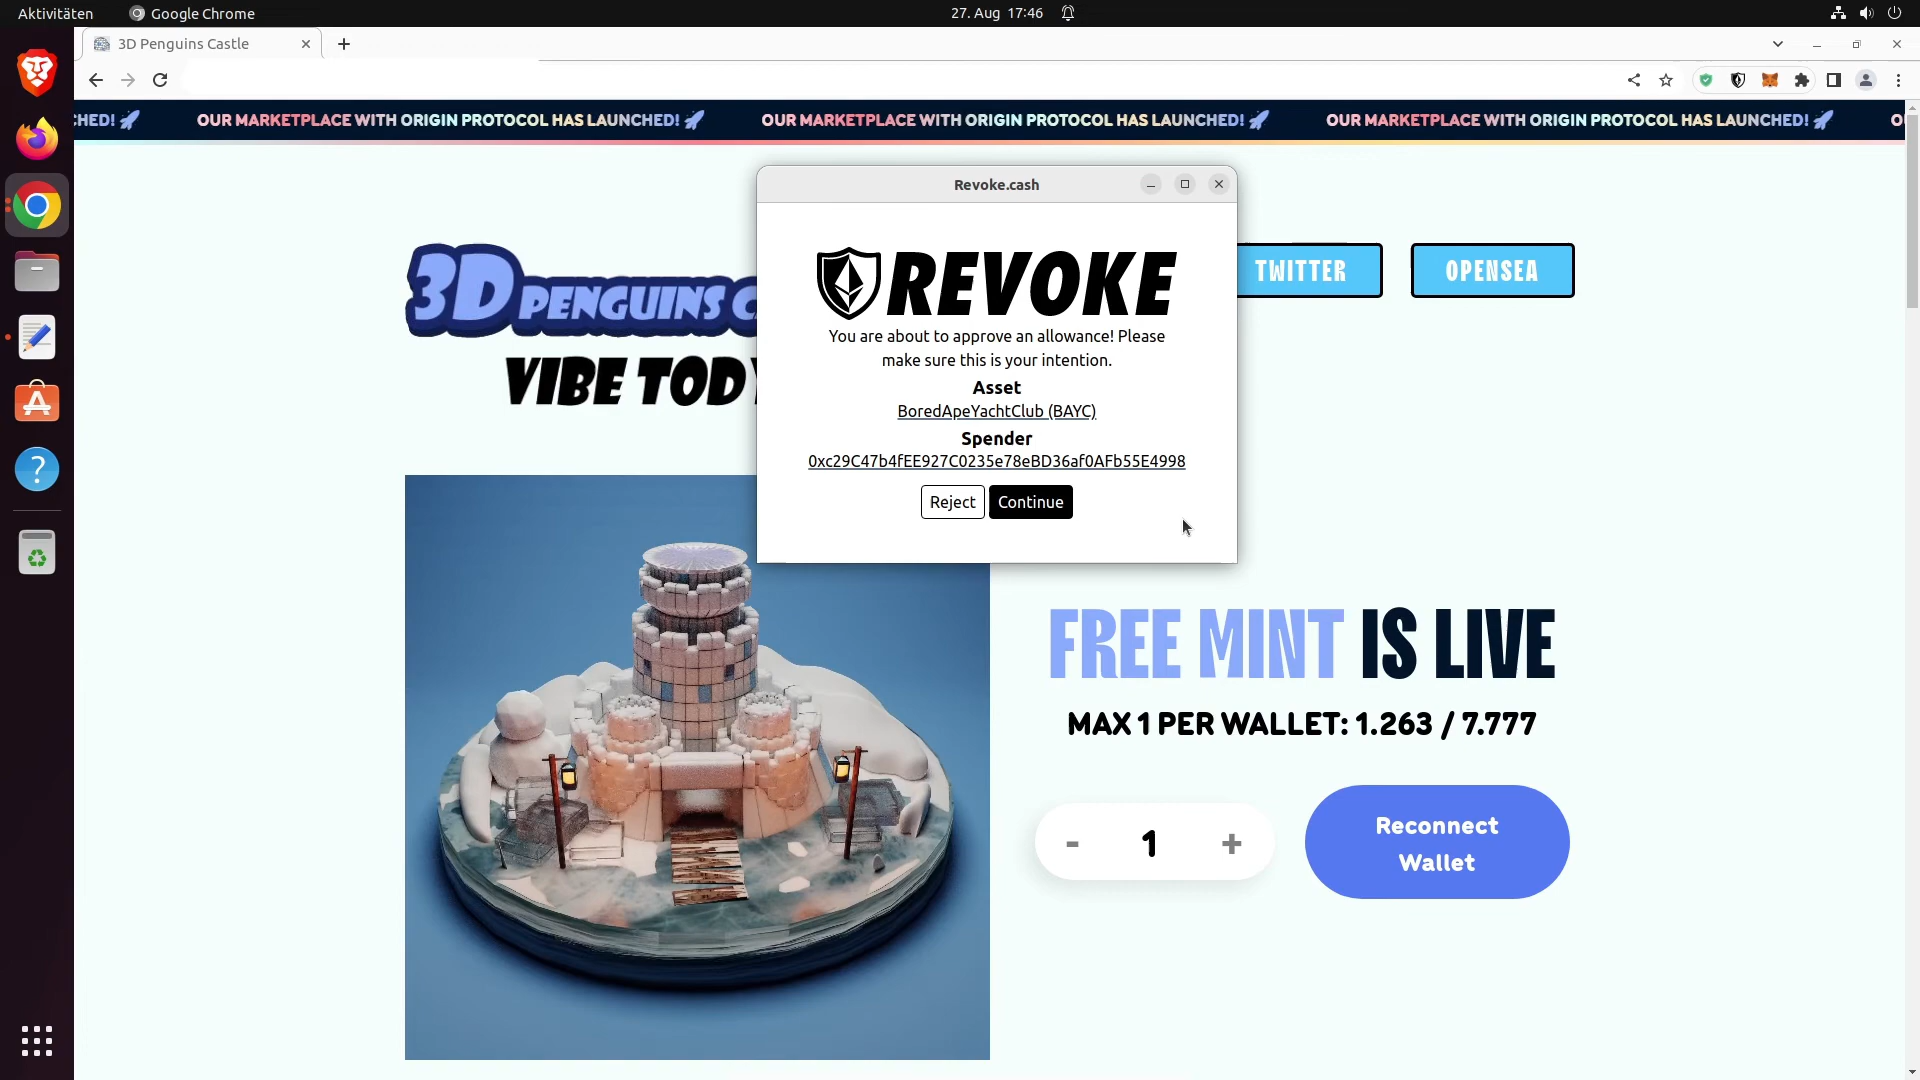 Aktivitäten
Google Chrome
27. Aug 17:46
3D Penguins Castle
CHED! 🚀 OUR MARKETPLACE WITH ORIGIN PROTOCOL HAS LAUNCHED! 🚀 OUR MARKETPLACE WITH ORIGIN PROTOCOL HAS LAUNCHED! 🚀 OUR MARKETPLACE WITH ORIGIN PROTOCOL HAS LAUNCHED! 🚀
Revoke.cash
REVOKE
You are about to approve an allowance! Please
make sure this is your intention.
Asset
BoredApeYachtClub (BAYC)
Spender
0xc29C47b4fEE927C0235e78eBD36af0AFb55E4998
Reject
Continue
3D PENGUINS
VIBE TODY
TWITTER
OPENSEA
FREE MINT IS LIVE
MAX 1 PER WALLET: 1.263 / 7.777
- 1 +
Reconnect
Wallet